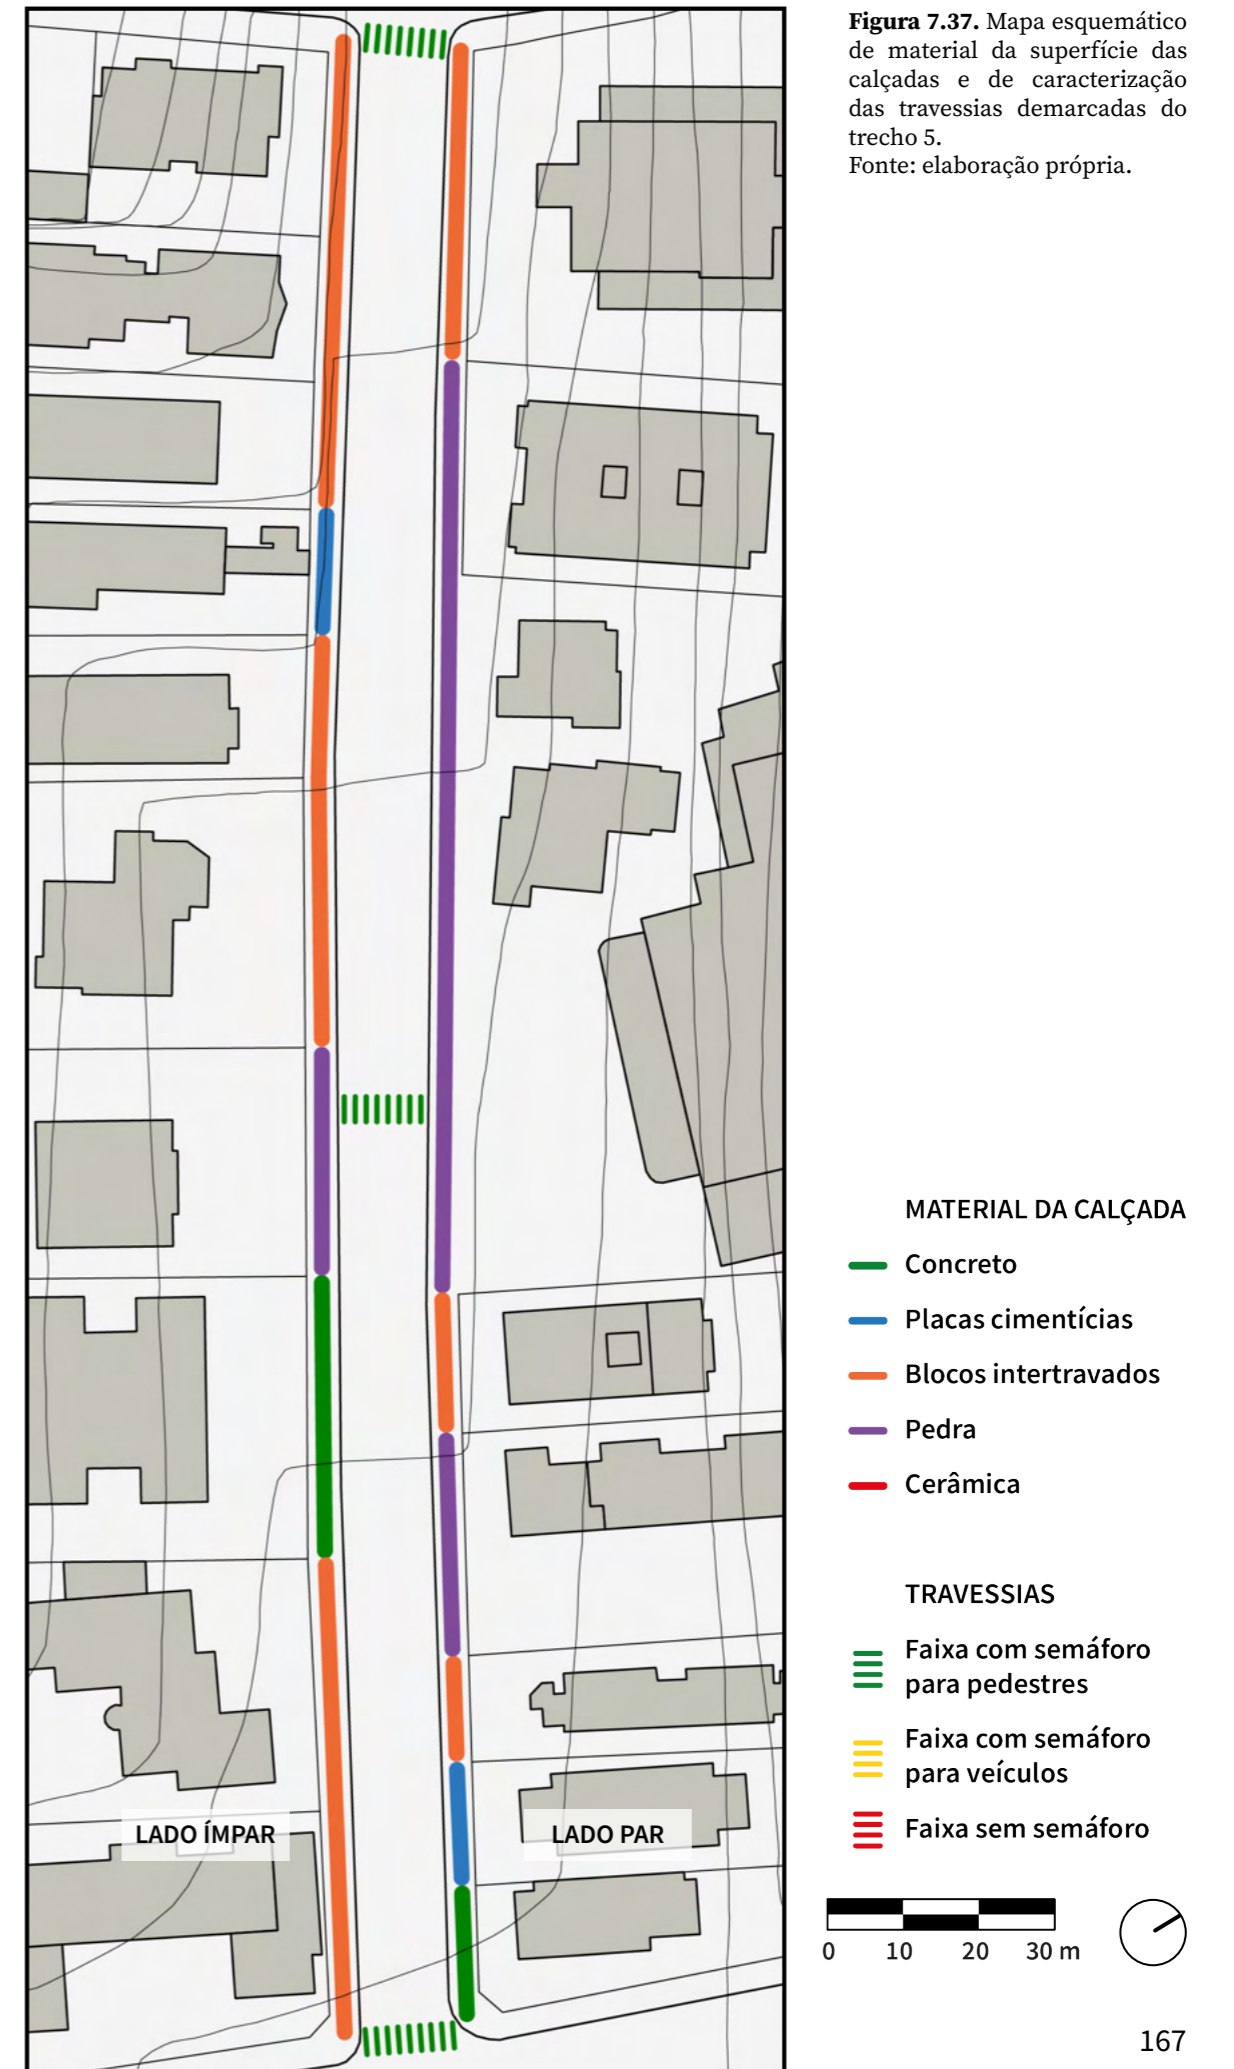 Figura 7.37. Mapa esquemático
de material da superfície das
calçadas e de caracterização
das travessias demarcadas do
trecho 5.
Fonte: elaboração própria.
MATERIAL DA CALÇADA
Concreto
Placas cimentícias
Blocos intertravados
Pedra
Cerâmica
TRAVESSIAS
Faixa com semáforo
para pedestres
Faixa com semáforo
para veículos
Faixa sem semáforo
LADO ÍMPAR
LADO PAR
0 10 20 30 m
167